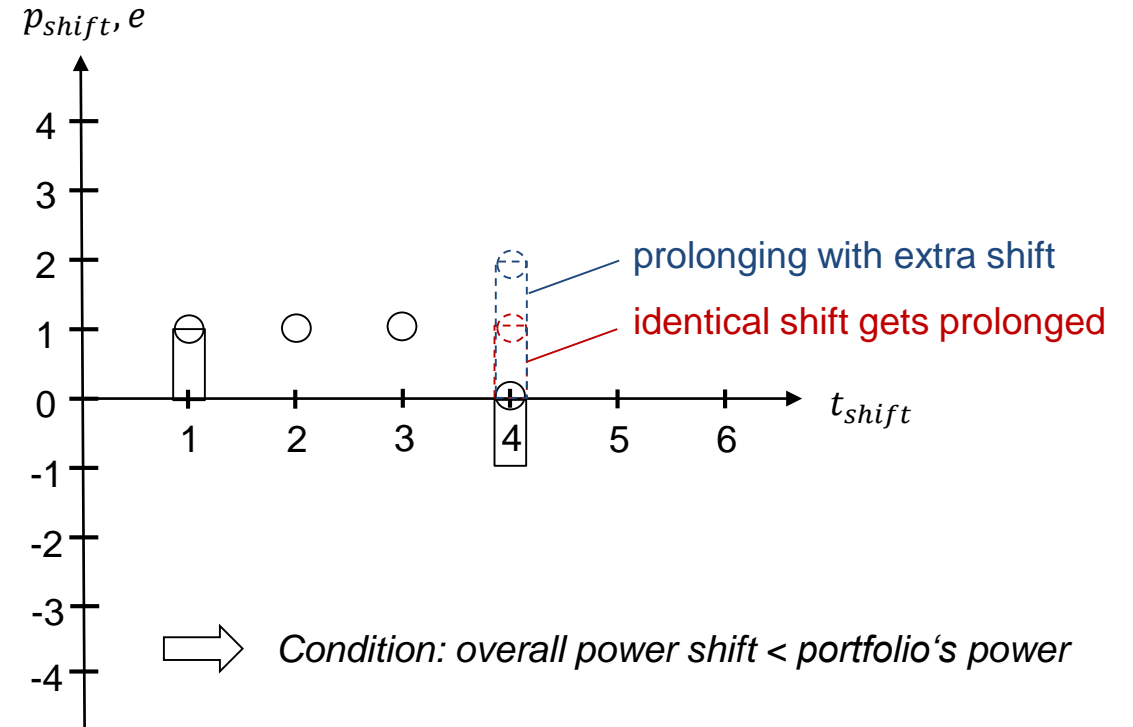 p_shift, e
4
3
2
1
0
-1
-2
-3
-4
1 2 3 4 5 6
t_shift
prolonging with extra shift
identical shift gets prolonged
Condition: overall power shift < portfolio‘s power